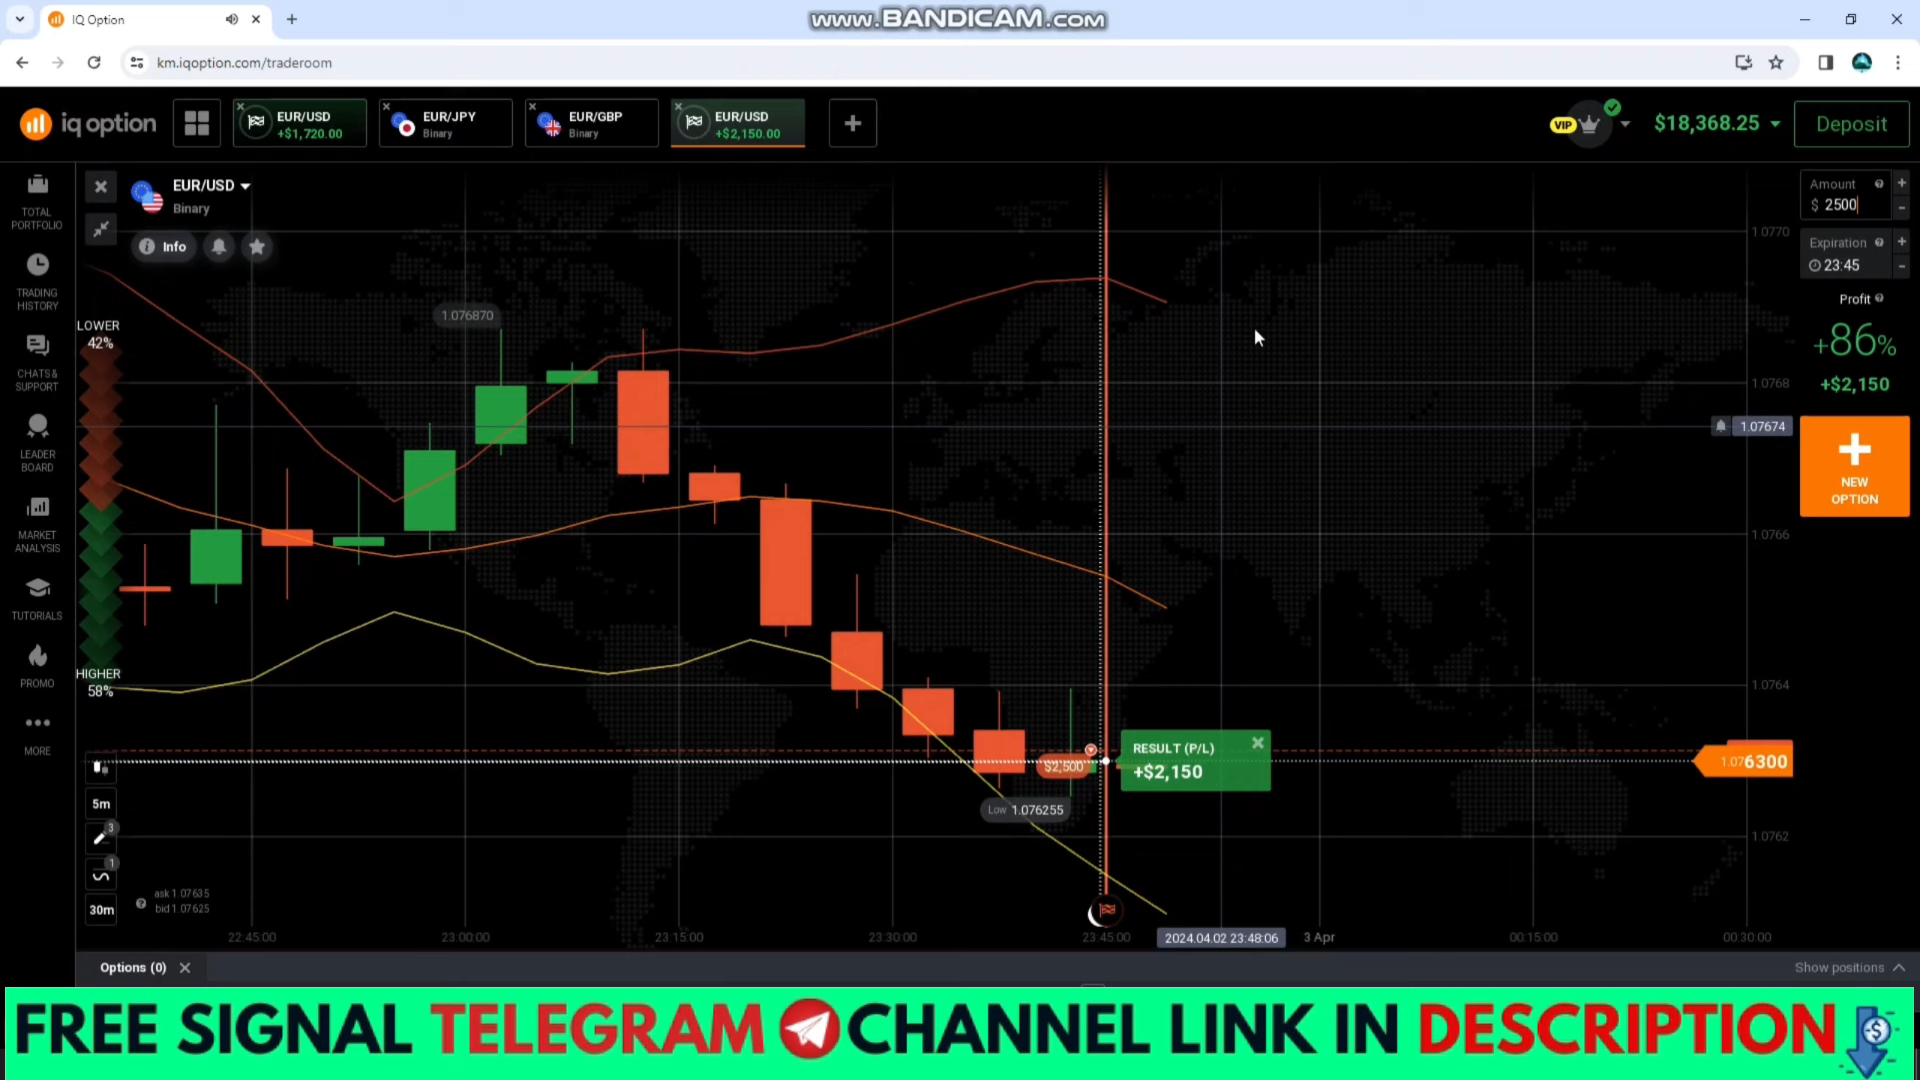 IQ Option
www.BANDICAM.com
km.iqoption.com/traderoom
iq option
EUR/USD
+$1,720.00
EUR/JPY
Binary
EUR/GBP
Binary
EUR/USD
+$2,150.00
VIP
$18,368.25
Deposit
TOTAL
PORTFOLIO
TRADING
HISTORY
CHATS &
SUPPORT
LEADER
BOARD
MARKET
ANALYSIS
TUTORIALS
PROMO
MORE
EUR/USD
Binary
Info
LOWER
42%
HIGHER
58%
1.076870
Low 1.076255
$2,500
RESULT (P/L)
+$2,150
5m
3
1
30m
ask 1.07635
bid 1.07625
1.0770
1.0768
1.07674
1.0766
1.0764
1.076300
1.0762
22:45:00
23:00:00
23:15:00
23:30:00
23:45:00
2024.04.02 23:48:06
3 Apr
00:15:00
00:30:00
Amount
$ 2500
Expiration
23:45
Profit
+86%
+$2,150
NEW
OPTION
Options (0)
Show positions
FREE SIGNAL TELEGRAM CHANNEL LINK IN DESCRIPTION